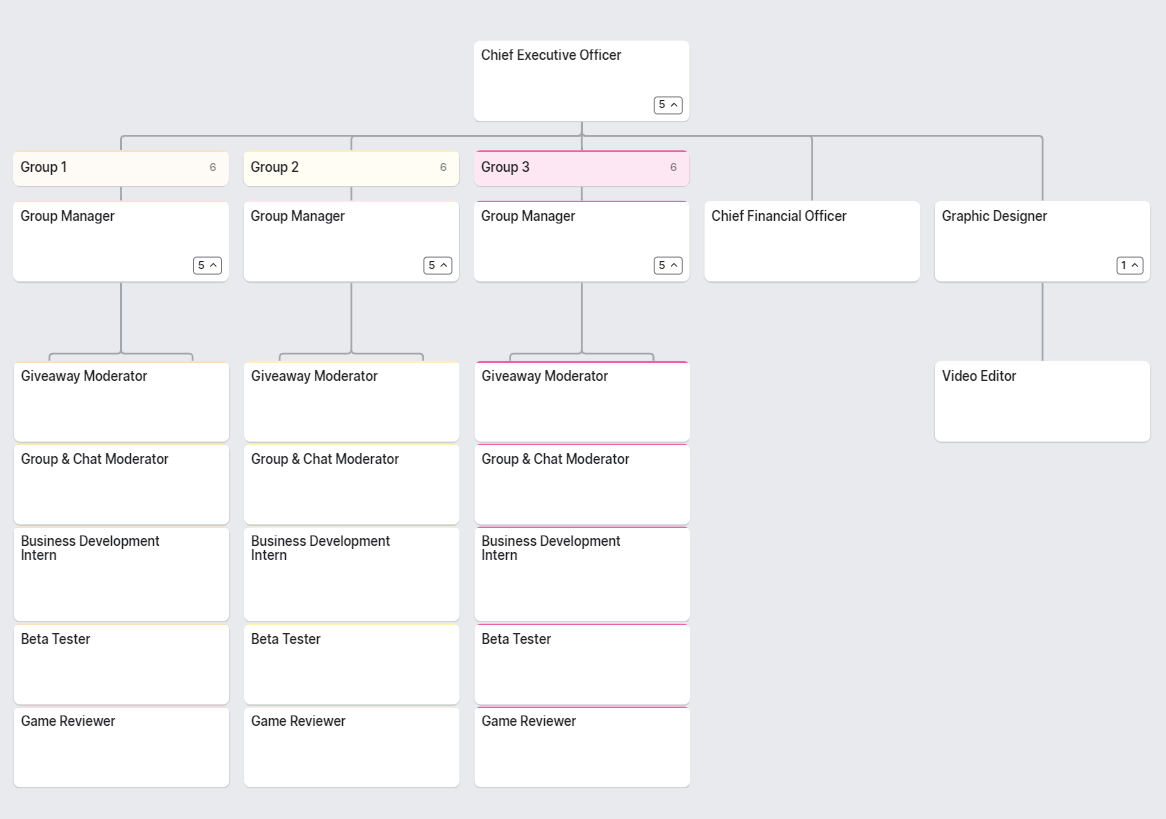 Chief Executive Officer
5
Group 1 6
Group 2 6
Group 3 6
Group Manager
5
Group Manager
5
Group Manager
5
Chief Financial Officer
Graphic Designer
1
Giveaway Moderator
Giveaway Moderator
Giveaway Moderator
Video Editor
Group & Chat Moderator
Group & Chat Moderator
Group & Chat Moderator
Business Development
Intern
Business Development
Intern
Business Development
Intern
Beta Tester
Beta Tester
Beta Tester
Game Reviewer
Game Reviewer
Game Reviewer